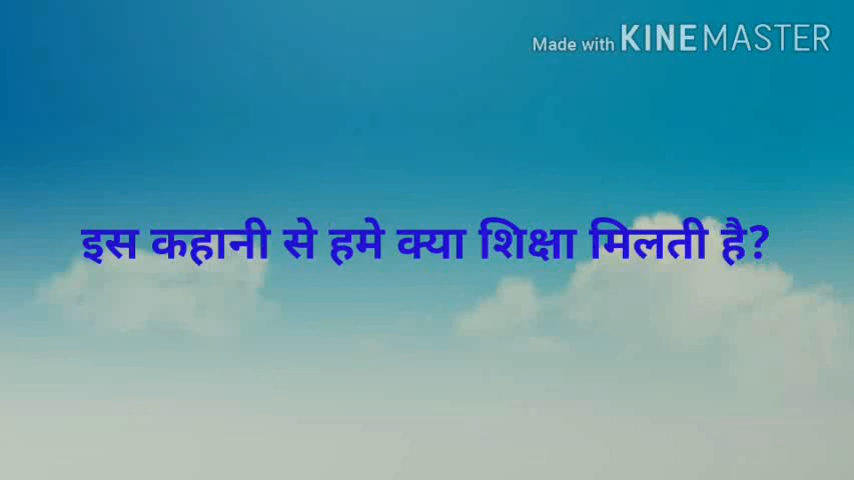 Made with KINEMASTER
इस कहानी से हमे क्या शिक्षा मिलती है?